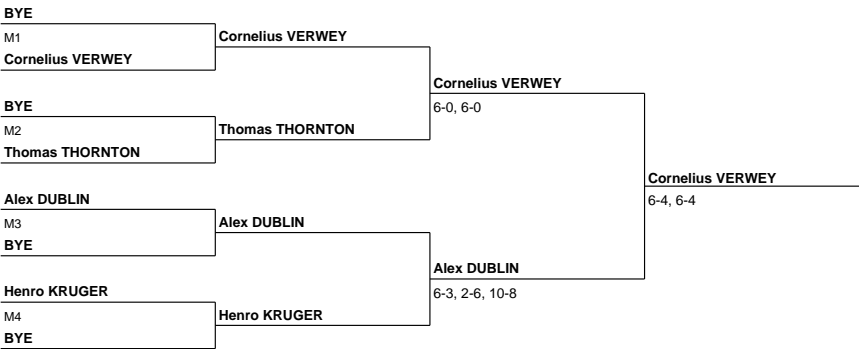 BYE
M1
Cornelius VERWEY
Cornelius VERWEY
Cornelius VERWEY
6-0, 6-0
BYE
M2
Thomas THORNTON
Thomas THORNTON
Cornelius VERWEY
6-4, 6-4
Alex DUBLIN
M3
Alex DUBLIN
BYE
Alex DUBLIN
6-3, 2-6, 10-8
Henro KRUGER
M4
Henro KRUGER
BYE